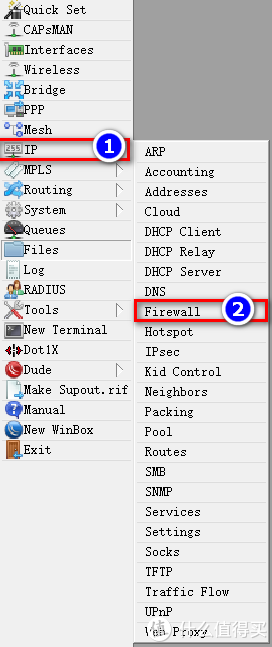 Quick Set
CAPsMAN
Interfaces
Wireless
Bridge
PPP
Mesh
255 IP 1
MPLS
Routing
System
Queues
Files
Log
RADIUS
Tools
New Terminal
Dot1X
Dude
Make Supout.rif
Manual
New WinBox
Exit
ARP
Accounting
Addresses
Cloud
DHCP Client
DHCP Relay
DHCP Server
DNS
Firewall 2
Hotspot
IPsec
Kid Control
Neighbors
Packing
Pool
Routes
SMB
SNMP
Services
Settings
Socks
TFTP
Traffic Flow
UPnP
Web Proxy
值 什么值得买